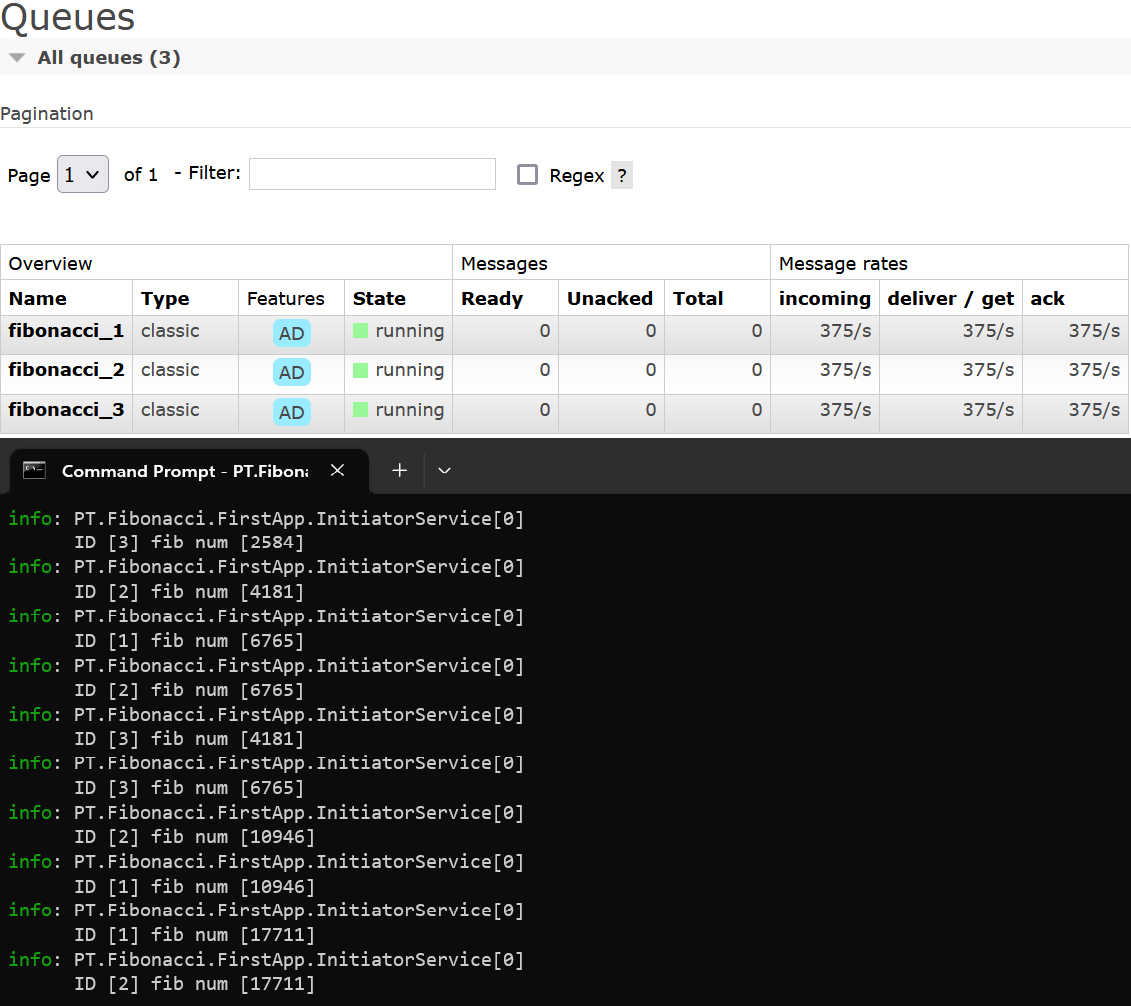 Queues
All queues (3)
Pagination
Page 1 of 1 - Filter: Regex ?
Overview Messages Message rates
Name Type Features State Ready Unacked Total incoming deliver / get ack
fibonacci_1 classic AD running 0 0 0 375/s 375/s 375/s
fibonacci_2 classic AD running 0 0 0 375/s 375/s 375/s
fibonacci_3 classic AD running 0 0 0 375/s 375/s 375/s
Command Prompt - PT.Fibona
info: PT.Fibonacci.FirstApp.InitiatorService[0]
ID [3] fib num [2584]
info: PT.Fibonacci.FirstApp.InitiatorService[0]
ID [2] fib num [4181]
info: PT.Fibonacci.FirstApp.InitiatorService[0]
ID [1] fib num [6765]
info: PT.Fibonacci.FirstApp.InitiatorService[0]
ID [2] fib num [6765]
info: PT.Fibonacci.FirstApp.InitiatorService[0]
ID [3] fib num [4181]
info: PT.Fibonacci.FirstApp.InitiatorService[0]
ID [3] fib num [6765]
info: PT.Fibonacci.FirstApp.InitiatorService[0]
ID [2] fib num [10946]
info: PT.Fibonacci.FirstApp.InitiatorService[0]
ID [1] fib num [10946]
info: PT.Fibonacci.FirstApp.InitiatorService[0]
ID [1] fib num [17711]
info: PT.Fibonacci.FirstApp.InitiatorService[0]
ID [2] fib num [17711]